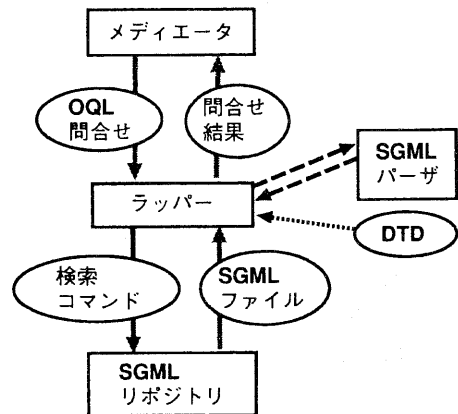 メディエータ
OQL
問合せ
問合せ
結果
SGML
パーザ
ラッパー
DTD
検索
コマンド
SGML
ファイル
SGML
リポジトリ